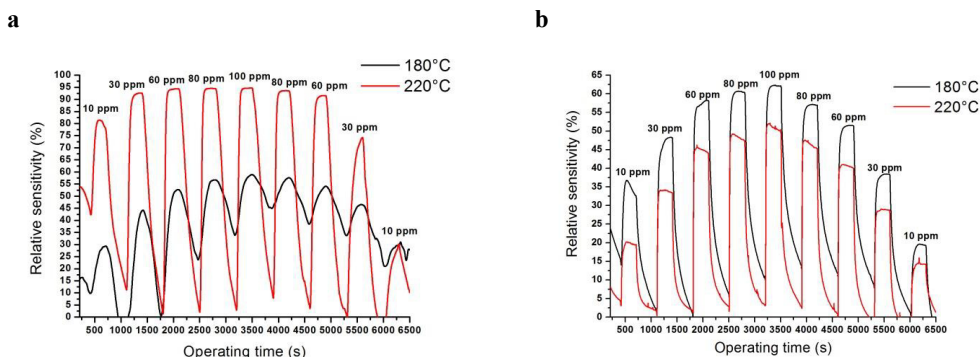 a
100
95
90
85
80
75
70
65
60
55
50
45
40
35
30
25
20
15
10
5
0
Relative sensitivity (%)
10 ppm
30 ppm
60 ppm
80 ppm
100 ppm
80 ppm
60 ppm
30 ppm
10 ppm
180°C
220°C
500 1000 1500 2000 2500 3000 3500 4000 4500 5000 5500 6000 6500
Operating time (s)
b
65
60
55
50
45
40
35
30
25
20
15
10
5
0
Relative sensitivity (%)
10 ppm
30 ppm
60 ppm
80 ppm
100 ppm
80 ppm
60 ppm
30 ppm
10 ppm
180°C
220°C
500 1000 1500 2000 2500 3000 3500 4000 4500 5000 5500 6000 6500
Operating time (s)